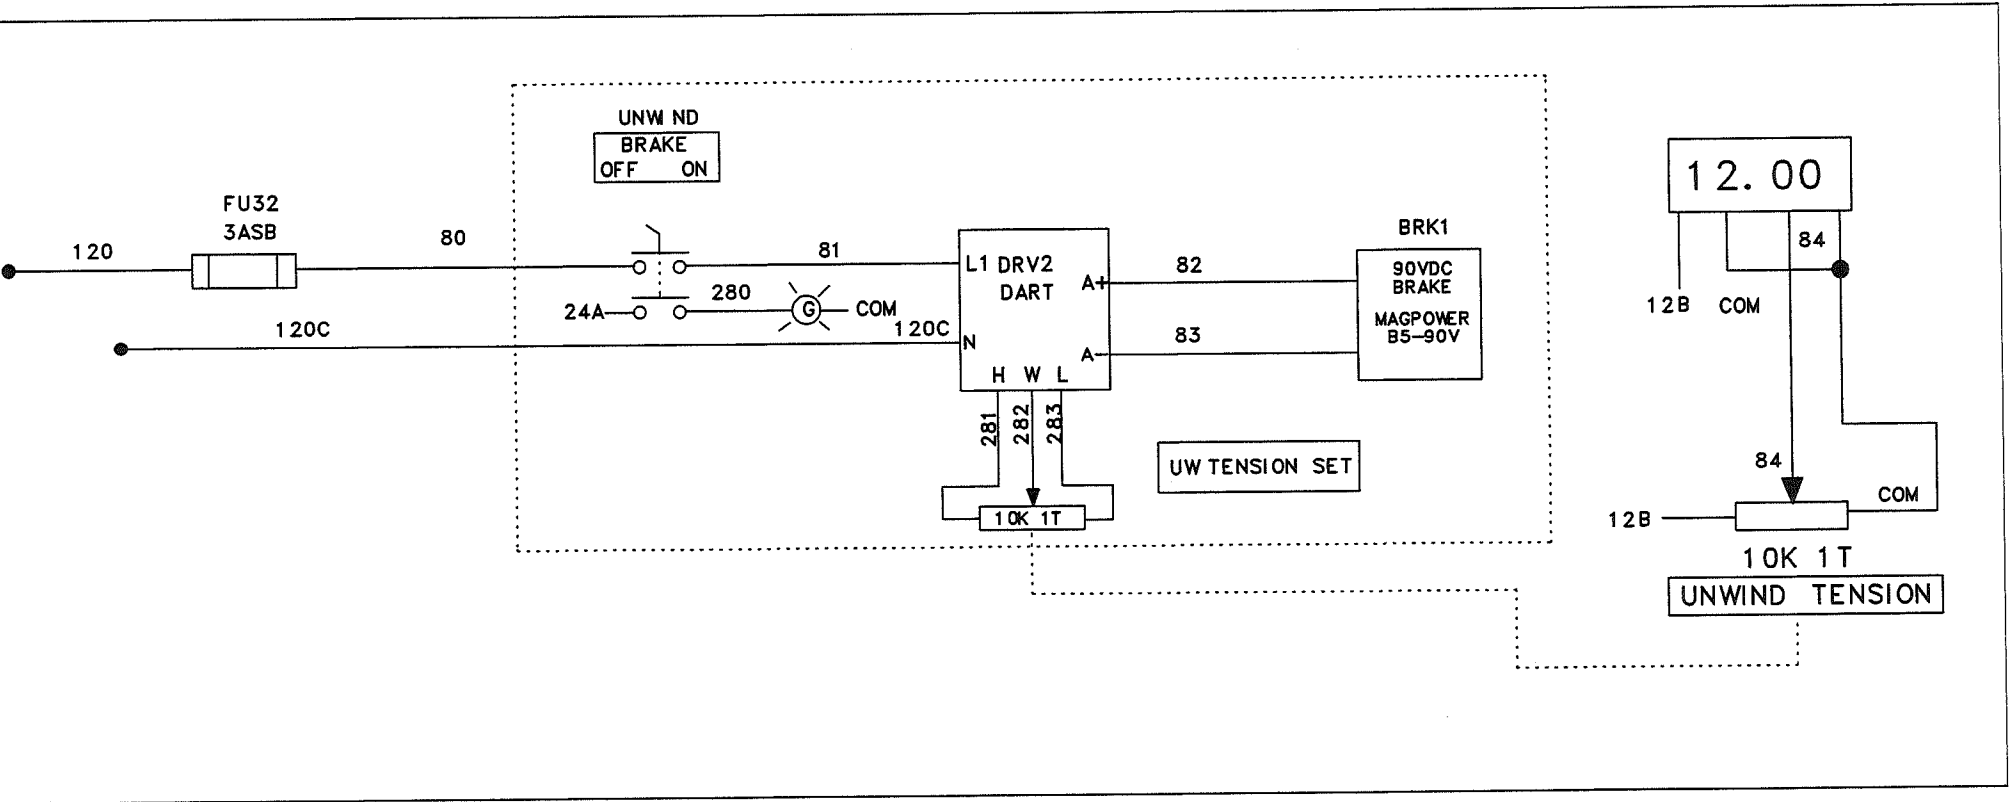 UNWIND
BRAKE
OFF ON
FU32
3ASB
120
80
81
L1 DRV2
DART
A+
82
BRK1
90VDC
BRAKE
MAGPOWER
B5-90V
12.00
84
12B
COM
24A
280
G
COM
120C
120C
N
A-
83
H W L
281
282
283
UW TENSION SET
10K 1T
84
COM
12B
10K 1T
UNWIND TENSION